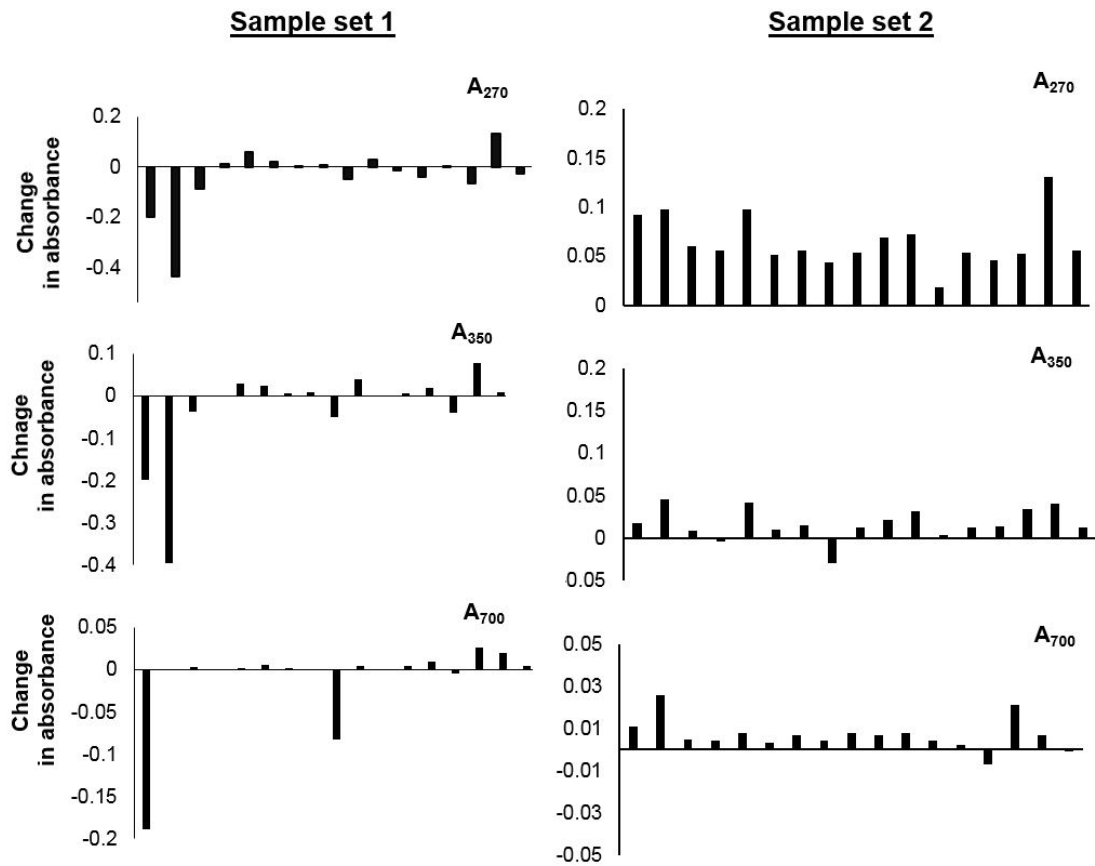 Sample set 1
Sample set 2
A270
Change
in absorbance
0.2
0
-0.2
-0.4
A270
0.2
0.15
0.1
0.05
0
A350
Chnage
in absorbance
0.1
0
-0.1
-0.2
-0.3
-0.4
A350
0.2
0.15
0.1
0.05
0
0.05
A700
Change
in absorbance
0.05
0
-0.05
-0.1
-0.15
-0.2
A700
0.05
0.03
0.01
-0.01
-0.03
-0.05